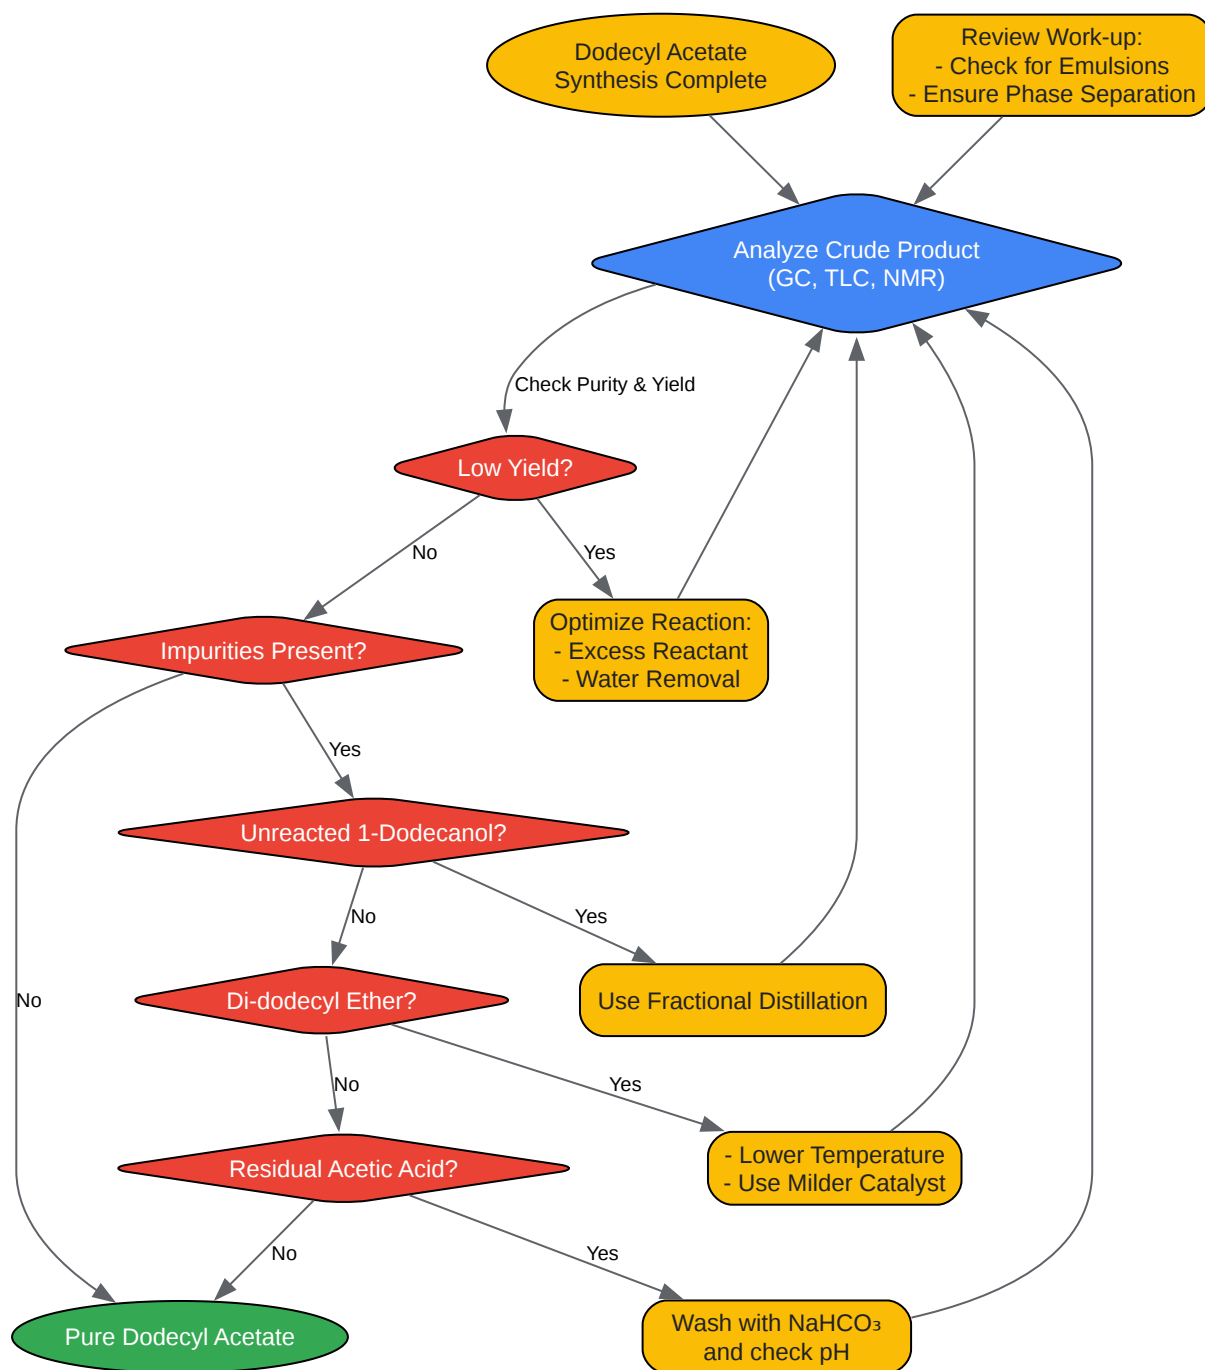 Dodecyl Acetate
Synthesis Complete
Review Work-up:
- Check for Emulsions
- Ensure Phase Separation
Analyze Crude Product
(GC, TLC, NMR)
Check Purity & Yield
Low Yield?
No
Yes
Optimize Reaction:
- Excess Reactant
- Water Removal
Impurities Present?
Yes
Unreacted 1-Dodecanol?
No
Yes
Use Fractional Distillation
No
Di-dodecyl Ether?
No
Yes
- Lower Temperature
- Use Milder Catalyst
Residual Acetic Acid?
No
Yes
Wash with NaHCO₃
and check pH
Pure Dodecyl Acetate